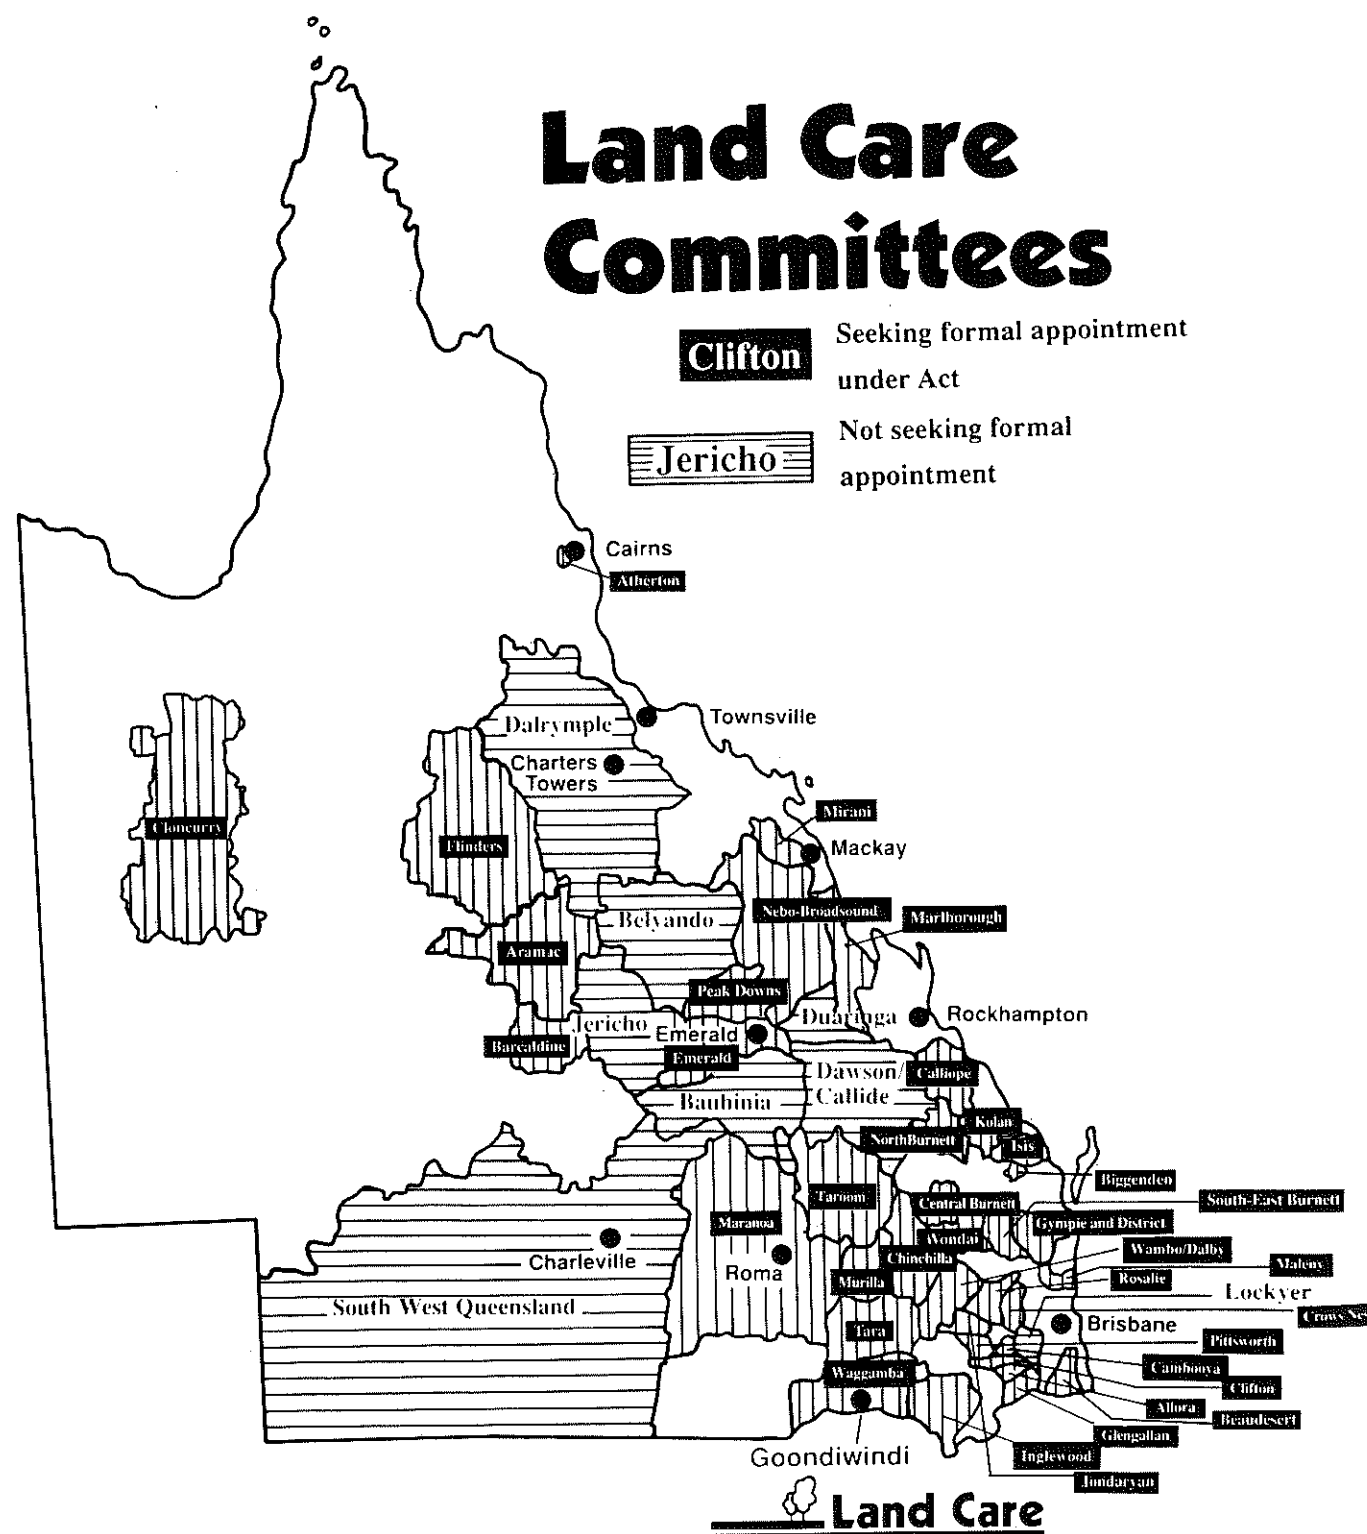 Land Care
Committees
Clifton
Seeking formal appointment
under Act
Jericho
Not seeking formal
appointment
Cairns
Atherton
Dalrymple
Townsville
Charters
Towers
Mirani
Cloncurry
Flinders
Mackay
Belyando
Nebo-Broadsound
Marlborough
Aramac
Peak Downs
Duaringa
Rockhampton
Jericho
Emerald
Barcaldine
Emerald
Dawson/
Callide
Calliope
Bauhinia
Kolan
NorthBurnett
Isis
Biggenden
Taroom
Central Burnett
South-East Burnett
Maranoa
Gympie and District
Wondai
Wambo/Dalby
Charleville
Chinchilla
Maleny
Roma
Murilla
Rosalie
Lockyer
South West Queensland
Crows Ne
Tara
Brisbane
Pittsworth
Waggamba
Cambooya
Clifton
Allora
Beaudesert
Glengallan
Goondiwindi
Inglewood
Jondaryan
Land Care